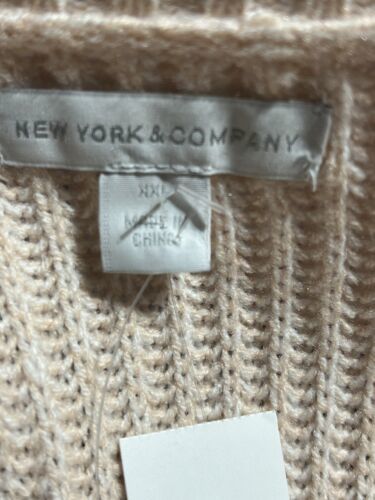 NEW YORK & COMPANY
XXL
MADE IN
CHINA